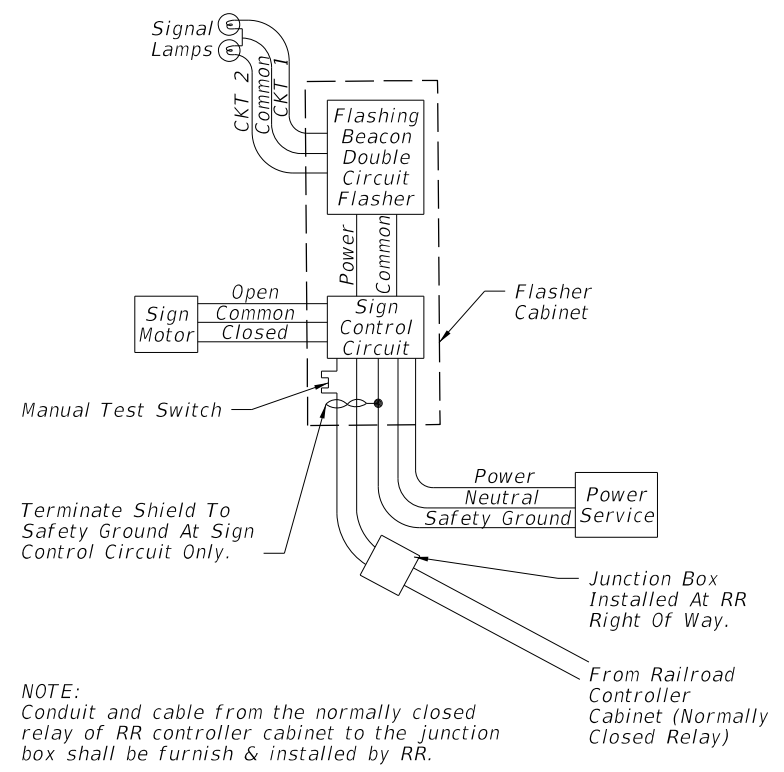 Signal
Lamps
CKT 2
Common
CKT 1
Flashing
Beacon
Double
Circuit
Flasher
Power
Common
Flasher
Cabinet
Open
Common
Closed
Sign
Motor
Sign
Control
Circuit
Manual Test Switch
Power
Neutral
Safety Ground
Power
Service
Terminate Shield To
Safety Ground At Sign
Control Circuit Only.
Junction Box
Installed At RR
Right Of Way.
From Railroad
Controller
Cabinet (Normally
Closed Relay)
NOTE:
Conduit and cable from the normally closed
relay of RR controller cabinet to the junction
box shall be furnish & installed by RR.